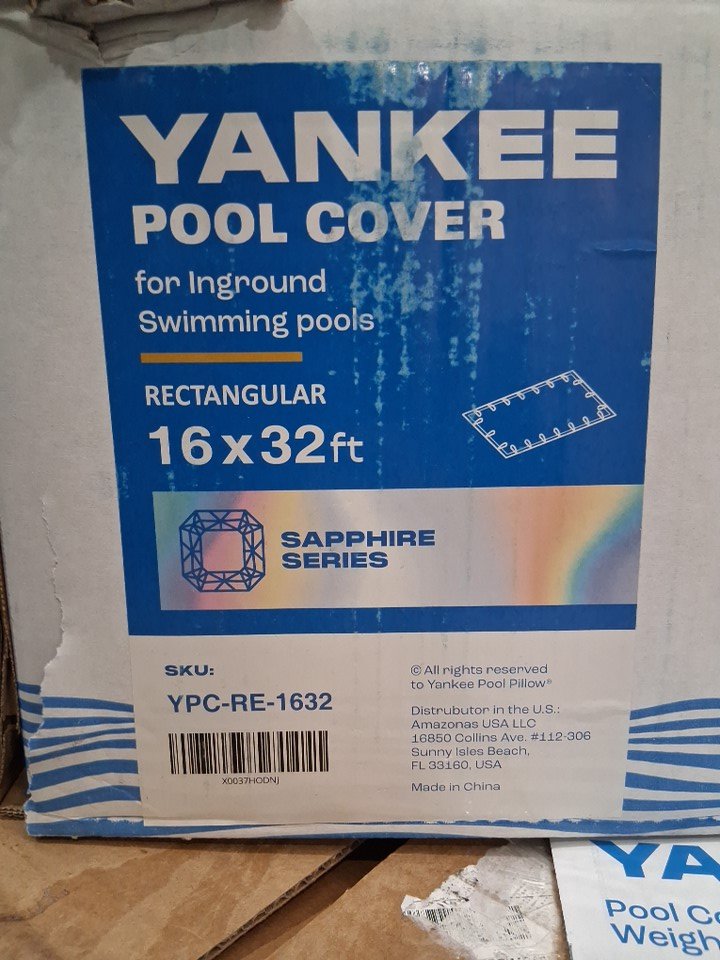 YANKEE
POOL COVER
for Inground
Swimming pools
RECTANGULAR
16 x 32ft
SAPPHIRE
SERIES
SKU:
YPC-RE-1632
X0037HODNJ
© All rights reserved
to Yankee Pool Pillow®
Distrubutor in the U.S.:
Amazonas USA LLC
16850 Collins Ave. #112-306
Sunny Isles Beach,
FL 33160, USA
Made in China
YA
Pool Co
Weigh